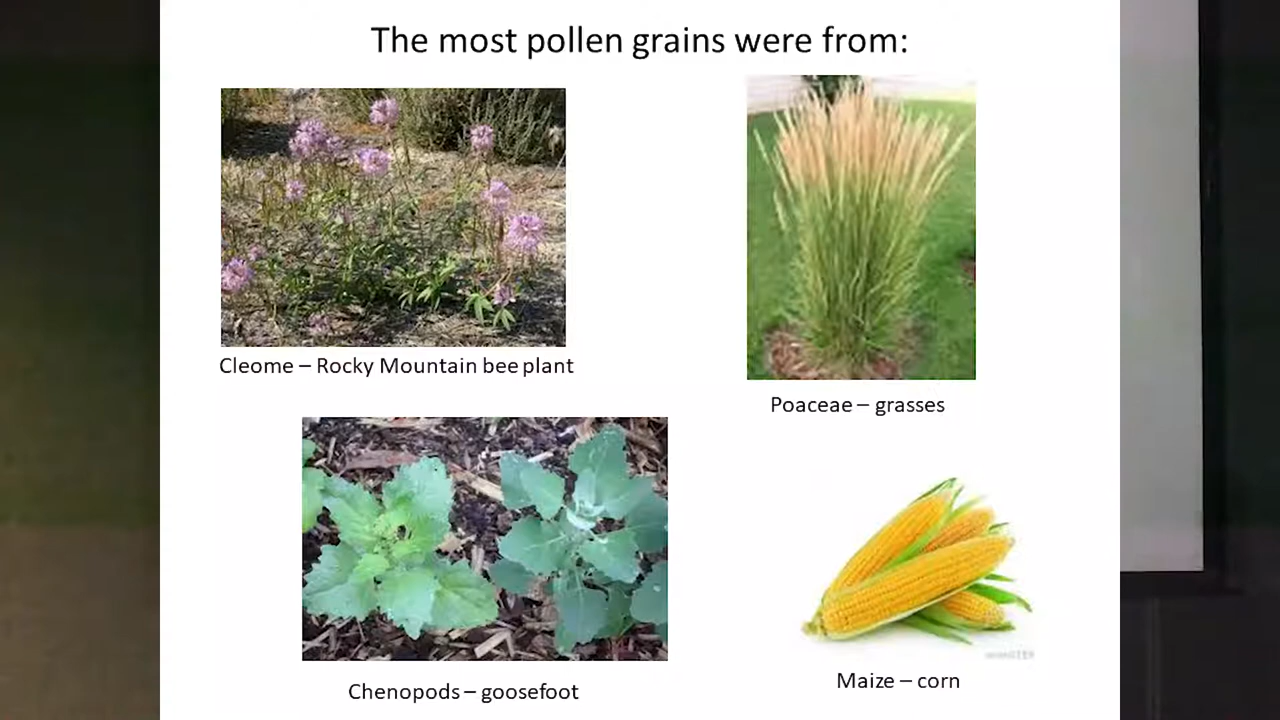 The most pollen grains were from:
Cleome – Rocky Mountain bee plant
Poaceae – grasses
Chenopods – goosefoot
Maize – corn